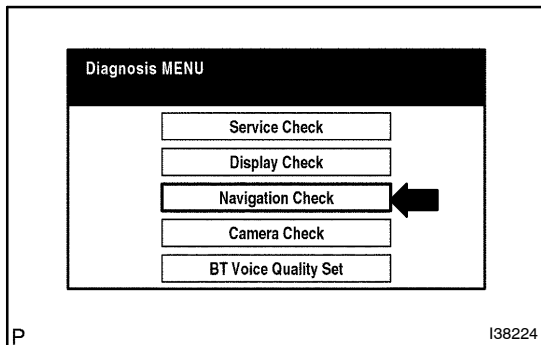 Diagnosis MENU
Service Check
Display Check
Navigation Check
Camera Check
BT Voice Quality Set
P
I38224